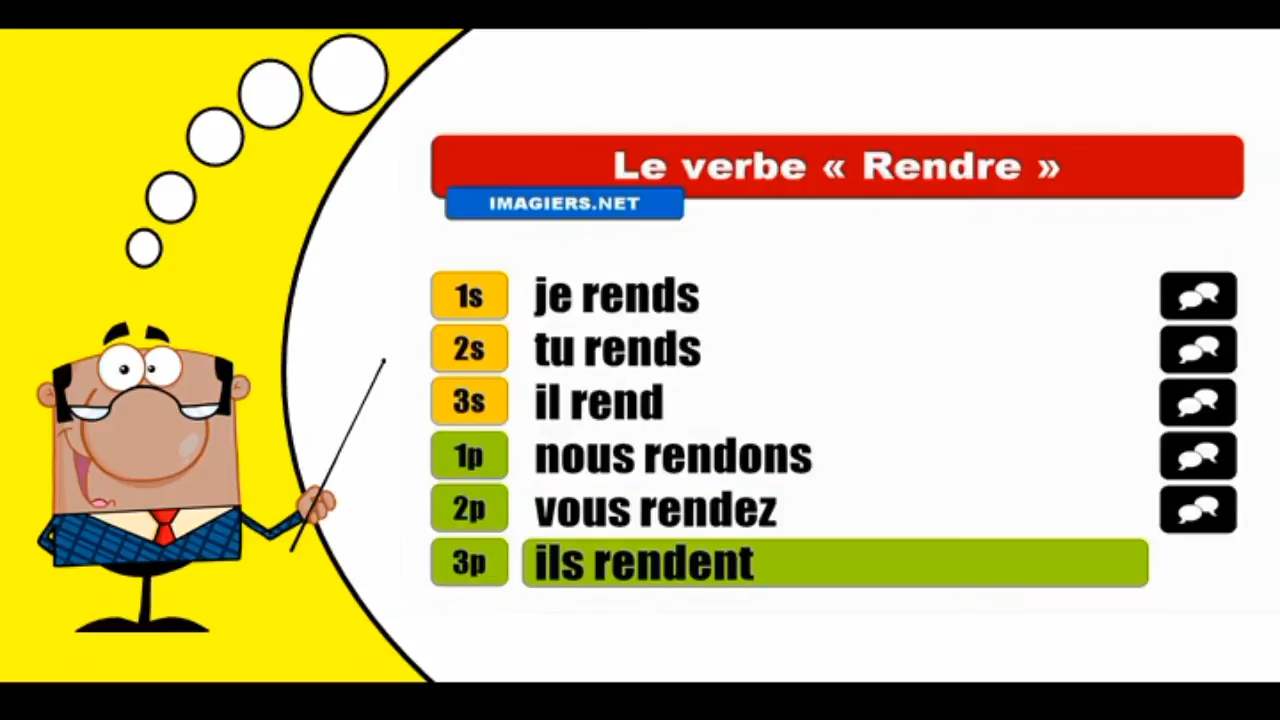 Le verbe « Rendre »
IMAGIERS.NET
1s je rends
2s tu rends
3s il rend
1p nous rendons
2p vous rendez
3p ils rendent